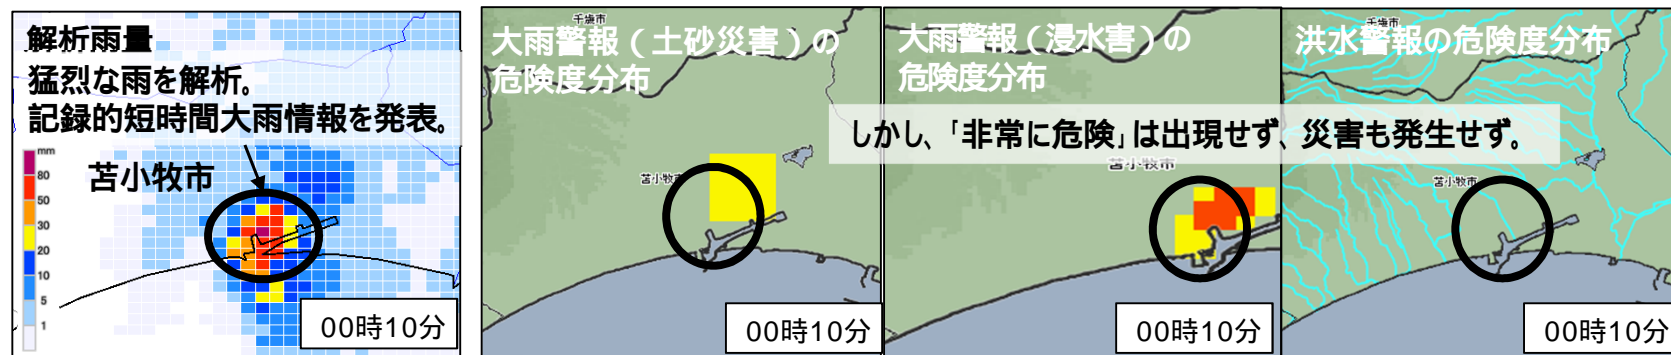 解析雨量
猛烈な雨を解析。
記録的短時間大雨情報を発表。
苫小牧市
mm
80
50
30
20
10
5
1
00時10分
大雨警報(土砂災害)の
危険度分布
千歳市
苫小牧市
00時10分
大雨警報(浸水害)の
危険度分布
しかし、「非常に危険」は出現せず、災害も発生せず。
苫小牧市
00時10分
洪水警報の危険度分布
千歳市
苫小牧市
00時10分